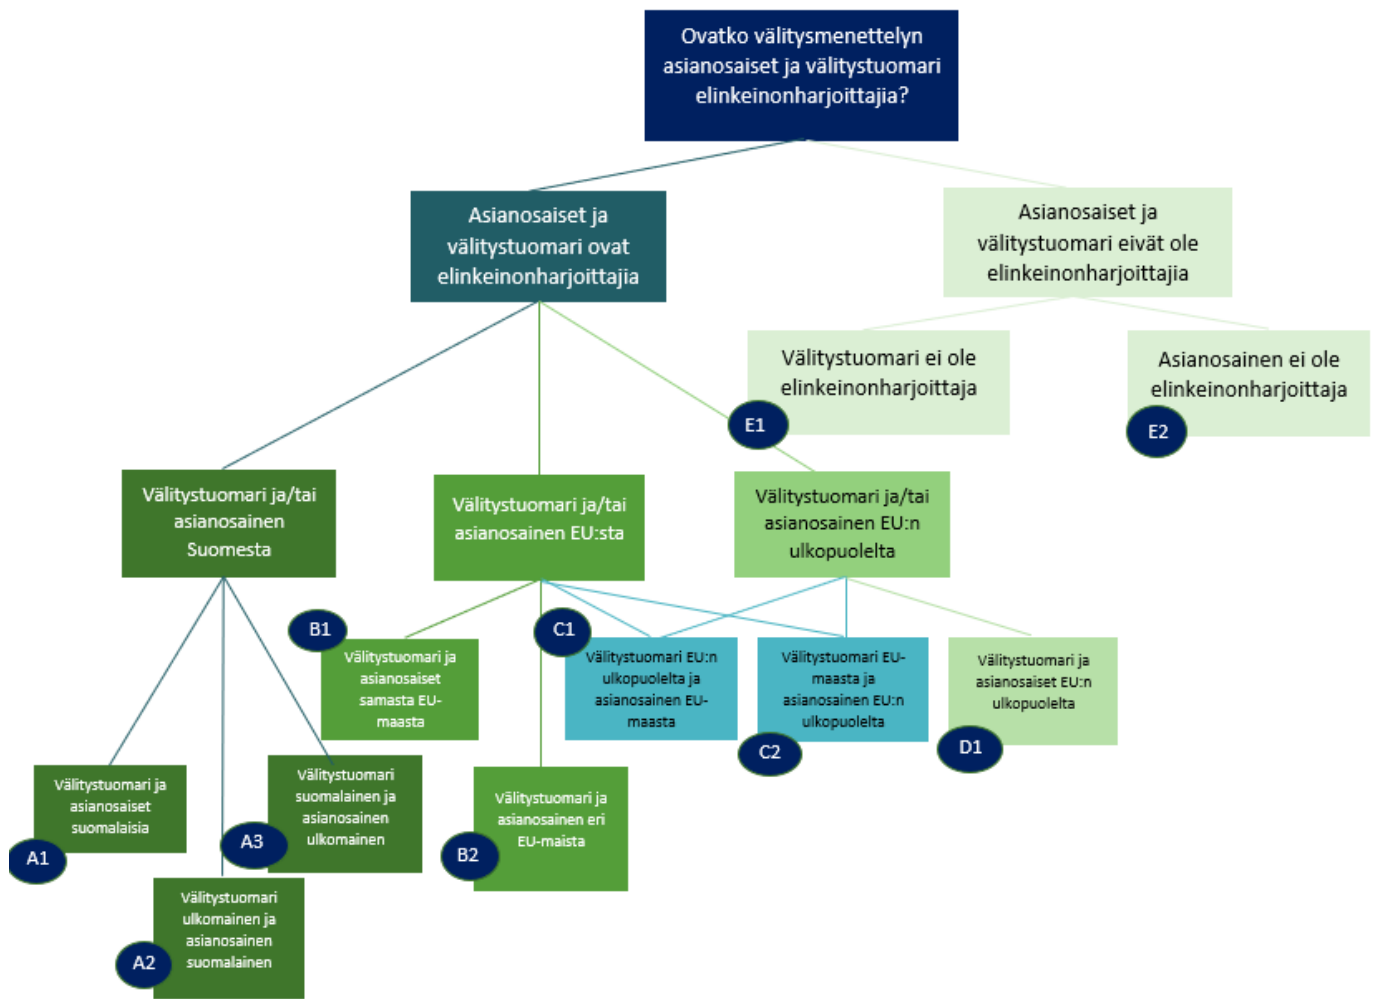 Ovatko välitysmenettelyn
asianosaiset ja välitystuomari
elinkeinonharjoittajia?
Asianosaiset ja
välitystuomari ovat
elinkeinonharjoittajia
Asianosaiset ja
välitystuomari eivät ole
elinkeinonharjoittajia
Välitystuomari ei ole
elinkeinonharjoittaja
E1
Asianosainen ei ole
elinkeinonharjoittaja
E2
Välitystuomari ja/tai
asianosainen
Suomesta
Välitystuomari ja/tai
asianosainen EU:sta
Välitystuomari ja/tai
asianosainen EU:n
ulkopuolelta
B1
Välitystuomari ja
asianosaiset
samasta EU-
maasta
C1
Välitystuomari EU:n
ulkopuolelta ja
asianosainen EU-
maasta
Välitystuomari EU-
maasta ja
asianosainen EU:n
ulkopuolelta
C2
Välitystuomari ja
asianosaiset EU:n
ulkopuolelta
D1
Välitystuomari ja
asianosaiset
suomalaisia
A1
Välitystuomari
suomalainen ja
asianosainen
ulkomainen
A3
Välitystuomari ja
asianosainen eri
EU-maista
B2
Välitystuomari
ulkomainen ja
asianosainen
suomalainen
A2